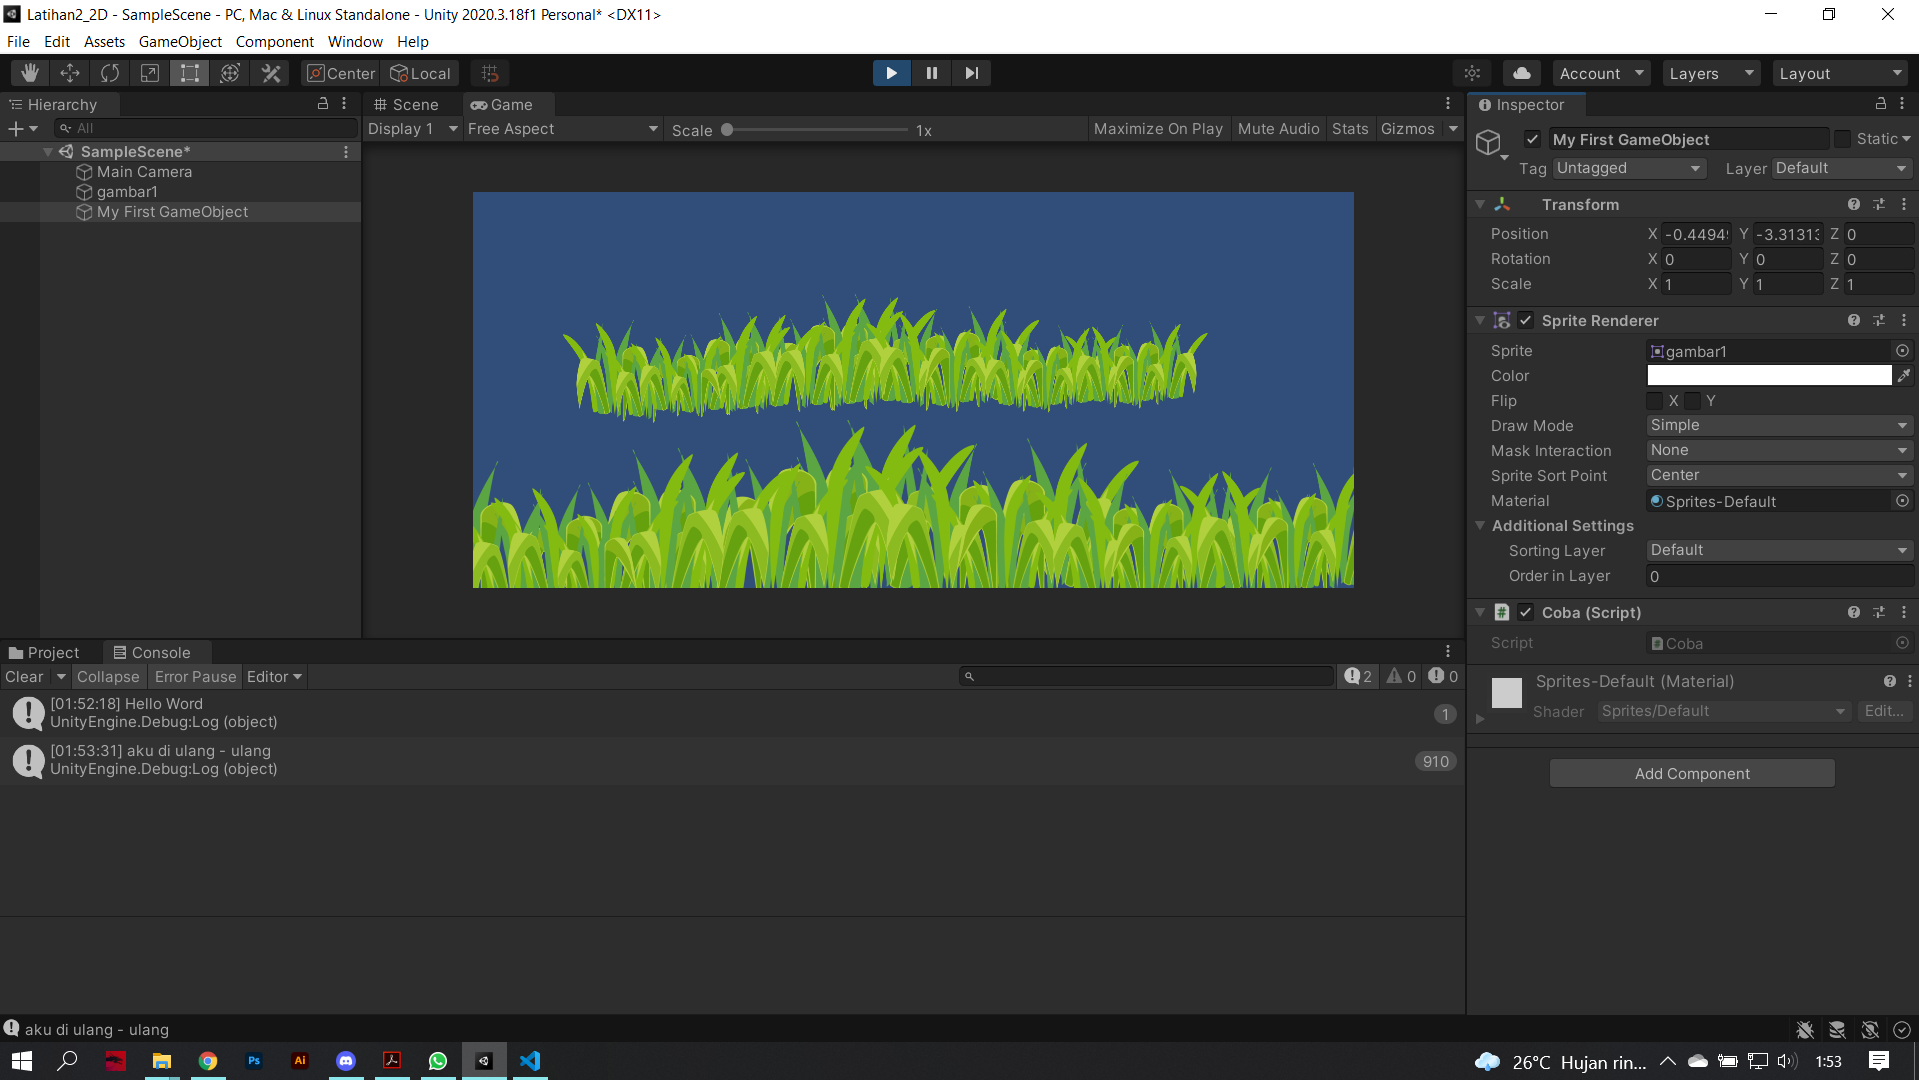 Latihan2_2D - SampleScene - PC, Mac & Linux Standalone - Unity 2020.3.18f1 Personal* <DX11>
File Edit Assets GameObject Component Window Help
Center Local Account Layers Layout
Hierarchy
All
SampleScene*
Main Camera
gambar1
My First GameObject
Scene Game
Display 1 Free Aspect Scale 1x Maximize On Play Mute Audio Stats Gizmos
Inspector
My First GameObject Static
Tag Untagged Layer Default
Transform
Position X -0.4494 Y -3.3131 Z 0
Rotation X 0 Y 0 Z 0
Scale X 1 Y 1 Z 1
Sprite Renderer
Sprite gambar1
Color
Flip X Y
Draw Mode Simple
Mask Interaction None
Sprite Sort Point Center
Material Sprites-Default
Additional Settings
Sorting Layer Default
Order in Layer 0
# Coba (Script)
Script # Coba
Sprites-Default (Material)
Shader Sprites/Default Edit...
Add Component
Project Console
Clear Collapse Error Pause Editor 2 0 0
[01:52:18] Hello Word
UnityEngine.Debug:Log (object)
1
[01:53:31] aku di ulang - ulang
UnityEngine.Debug:Log (object)
910
aku di ulang - ulang
Ps Ai 26°C Hujan rin... 1:53